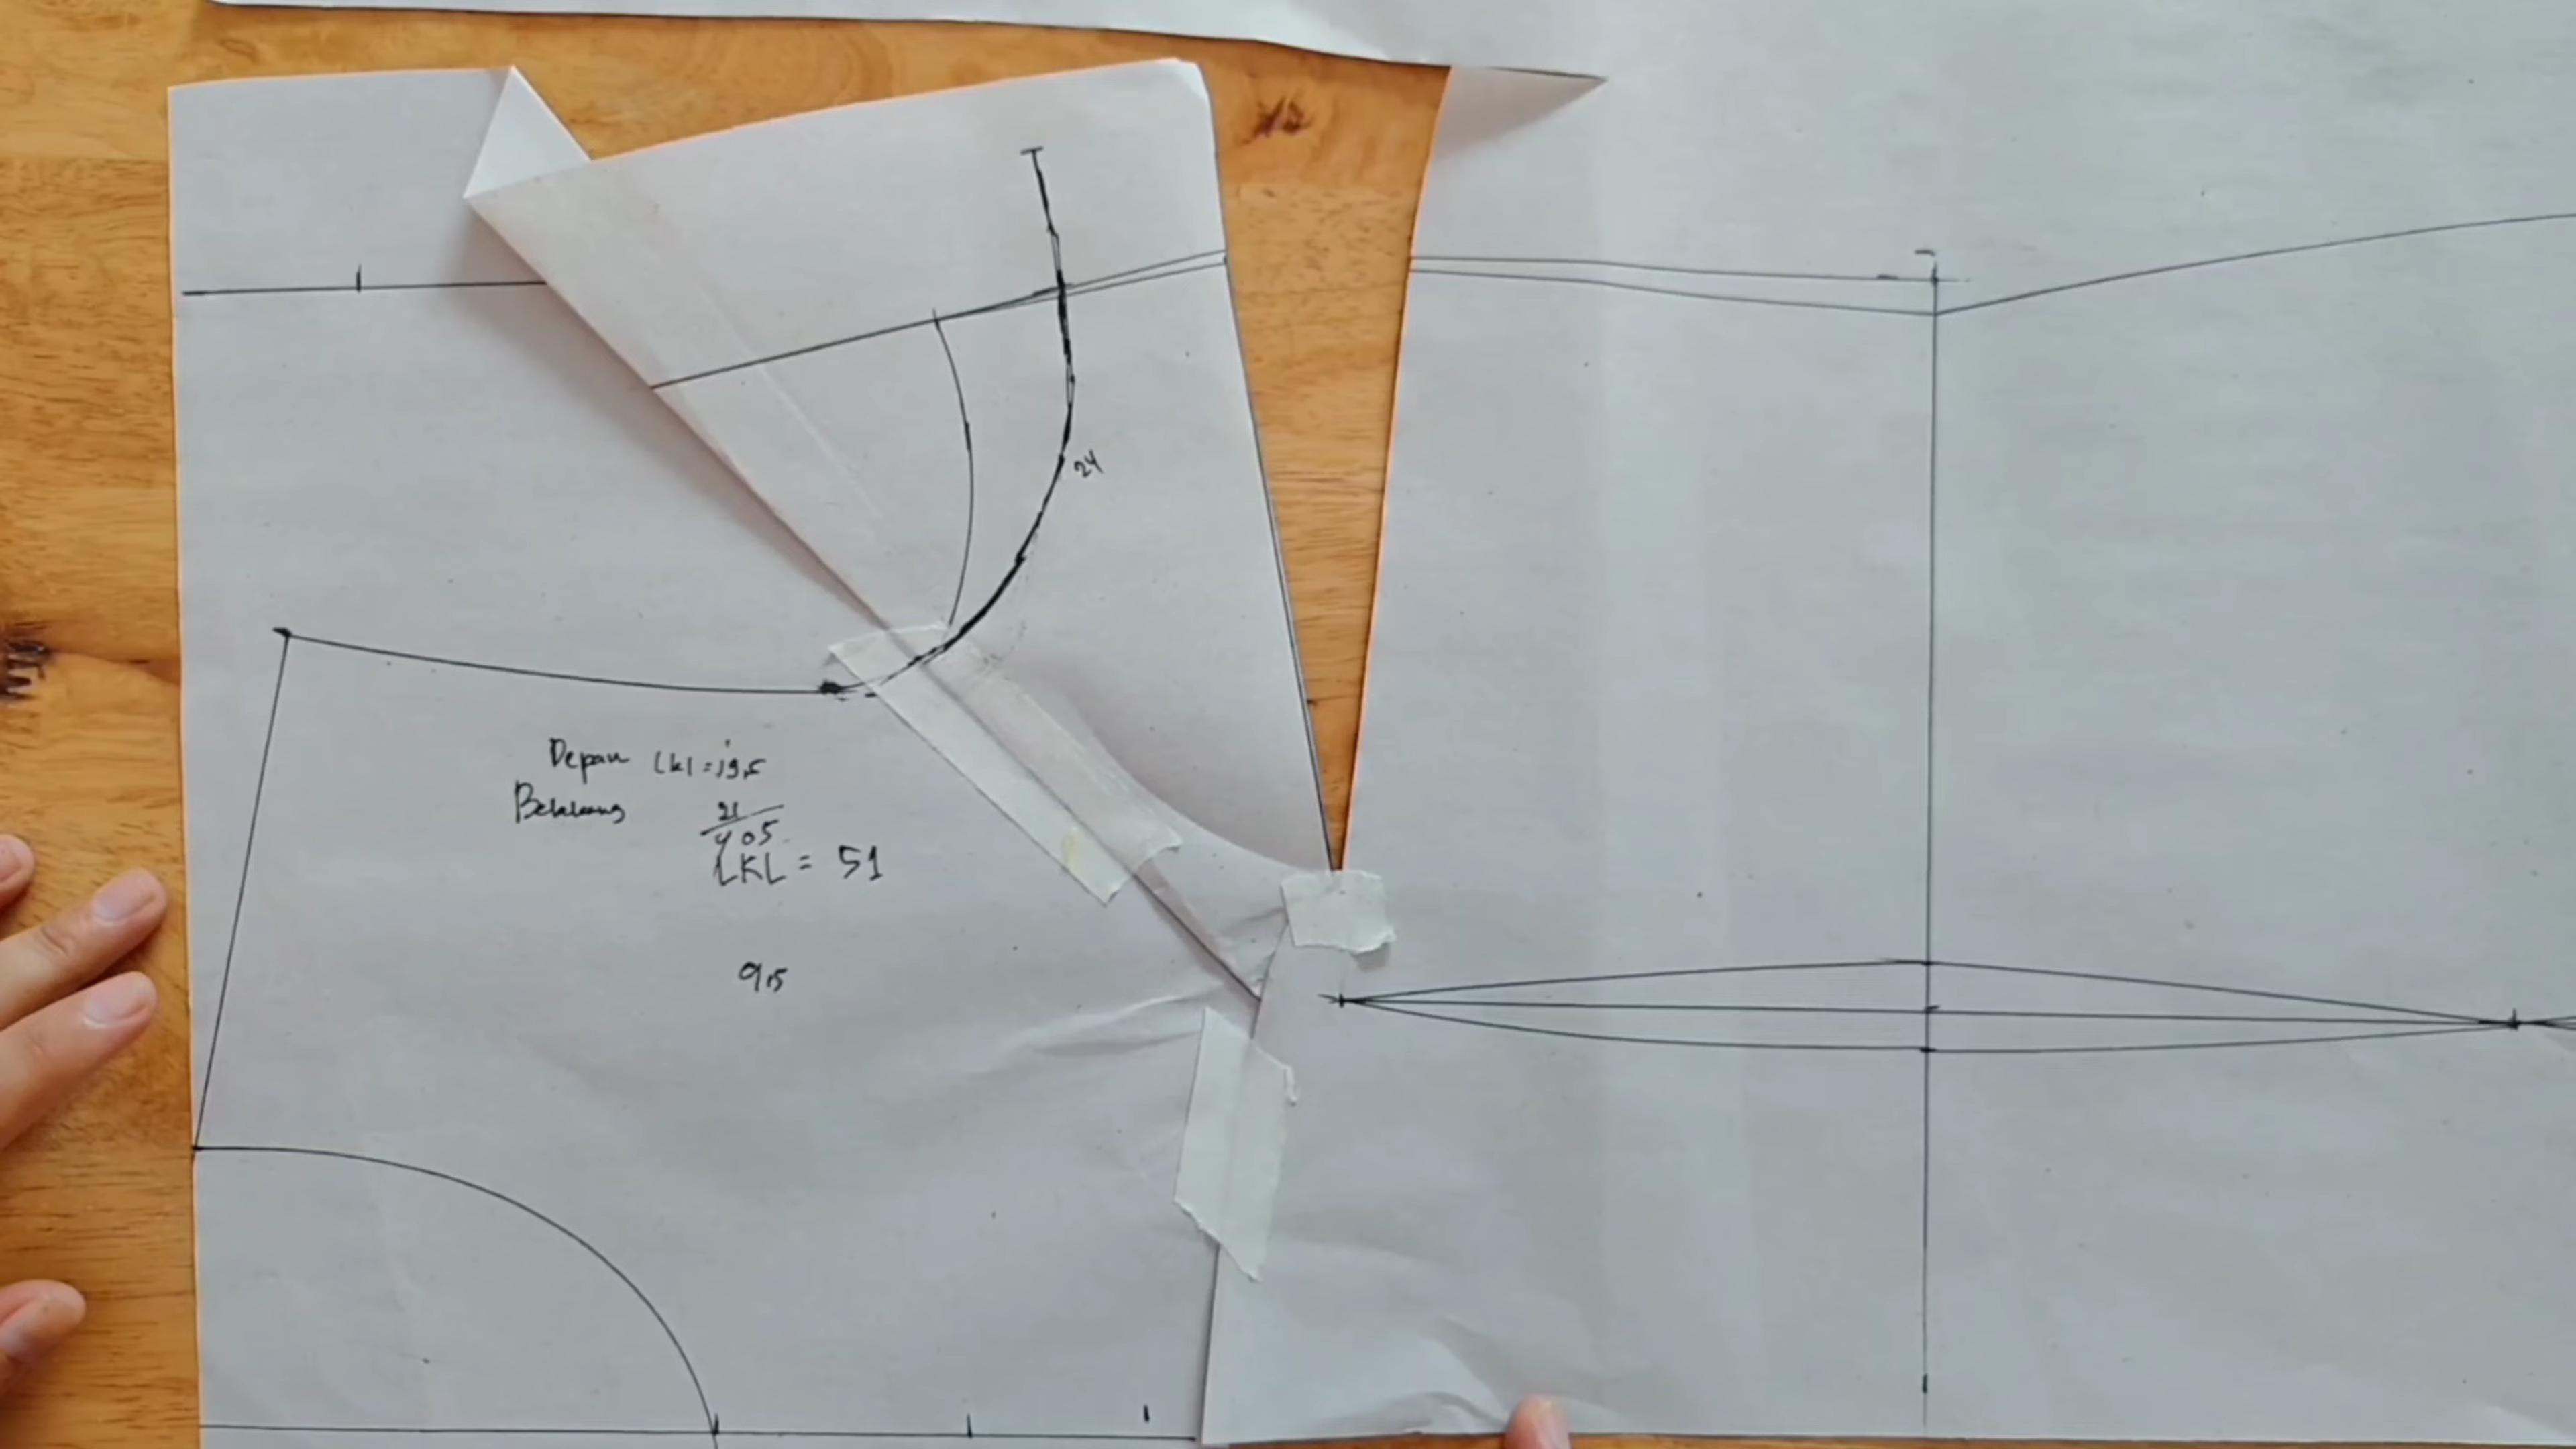 24
Depan LKL = 19,5
Belakang 21
40 5
LKL = 51
9,5